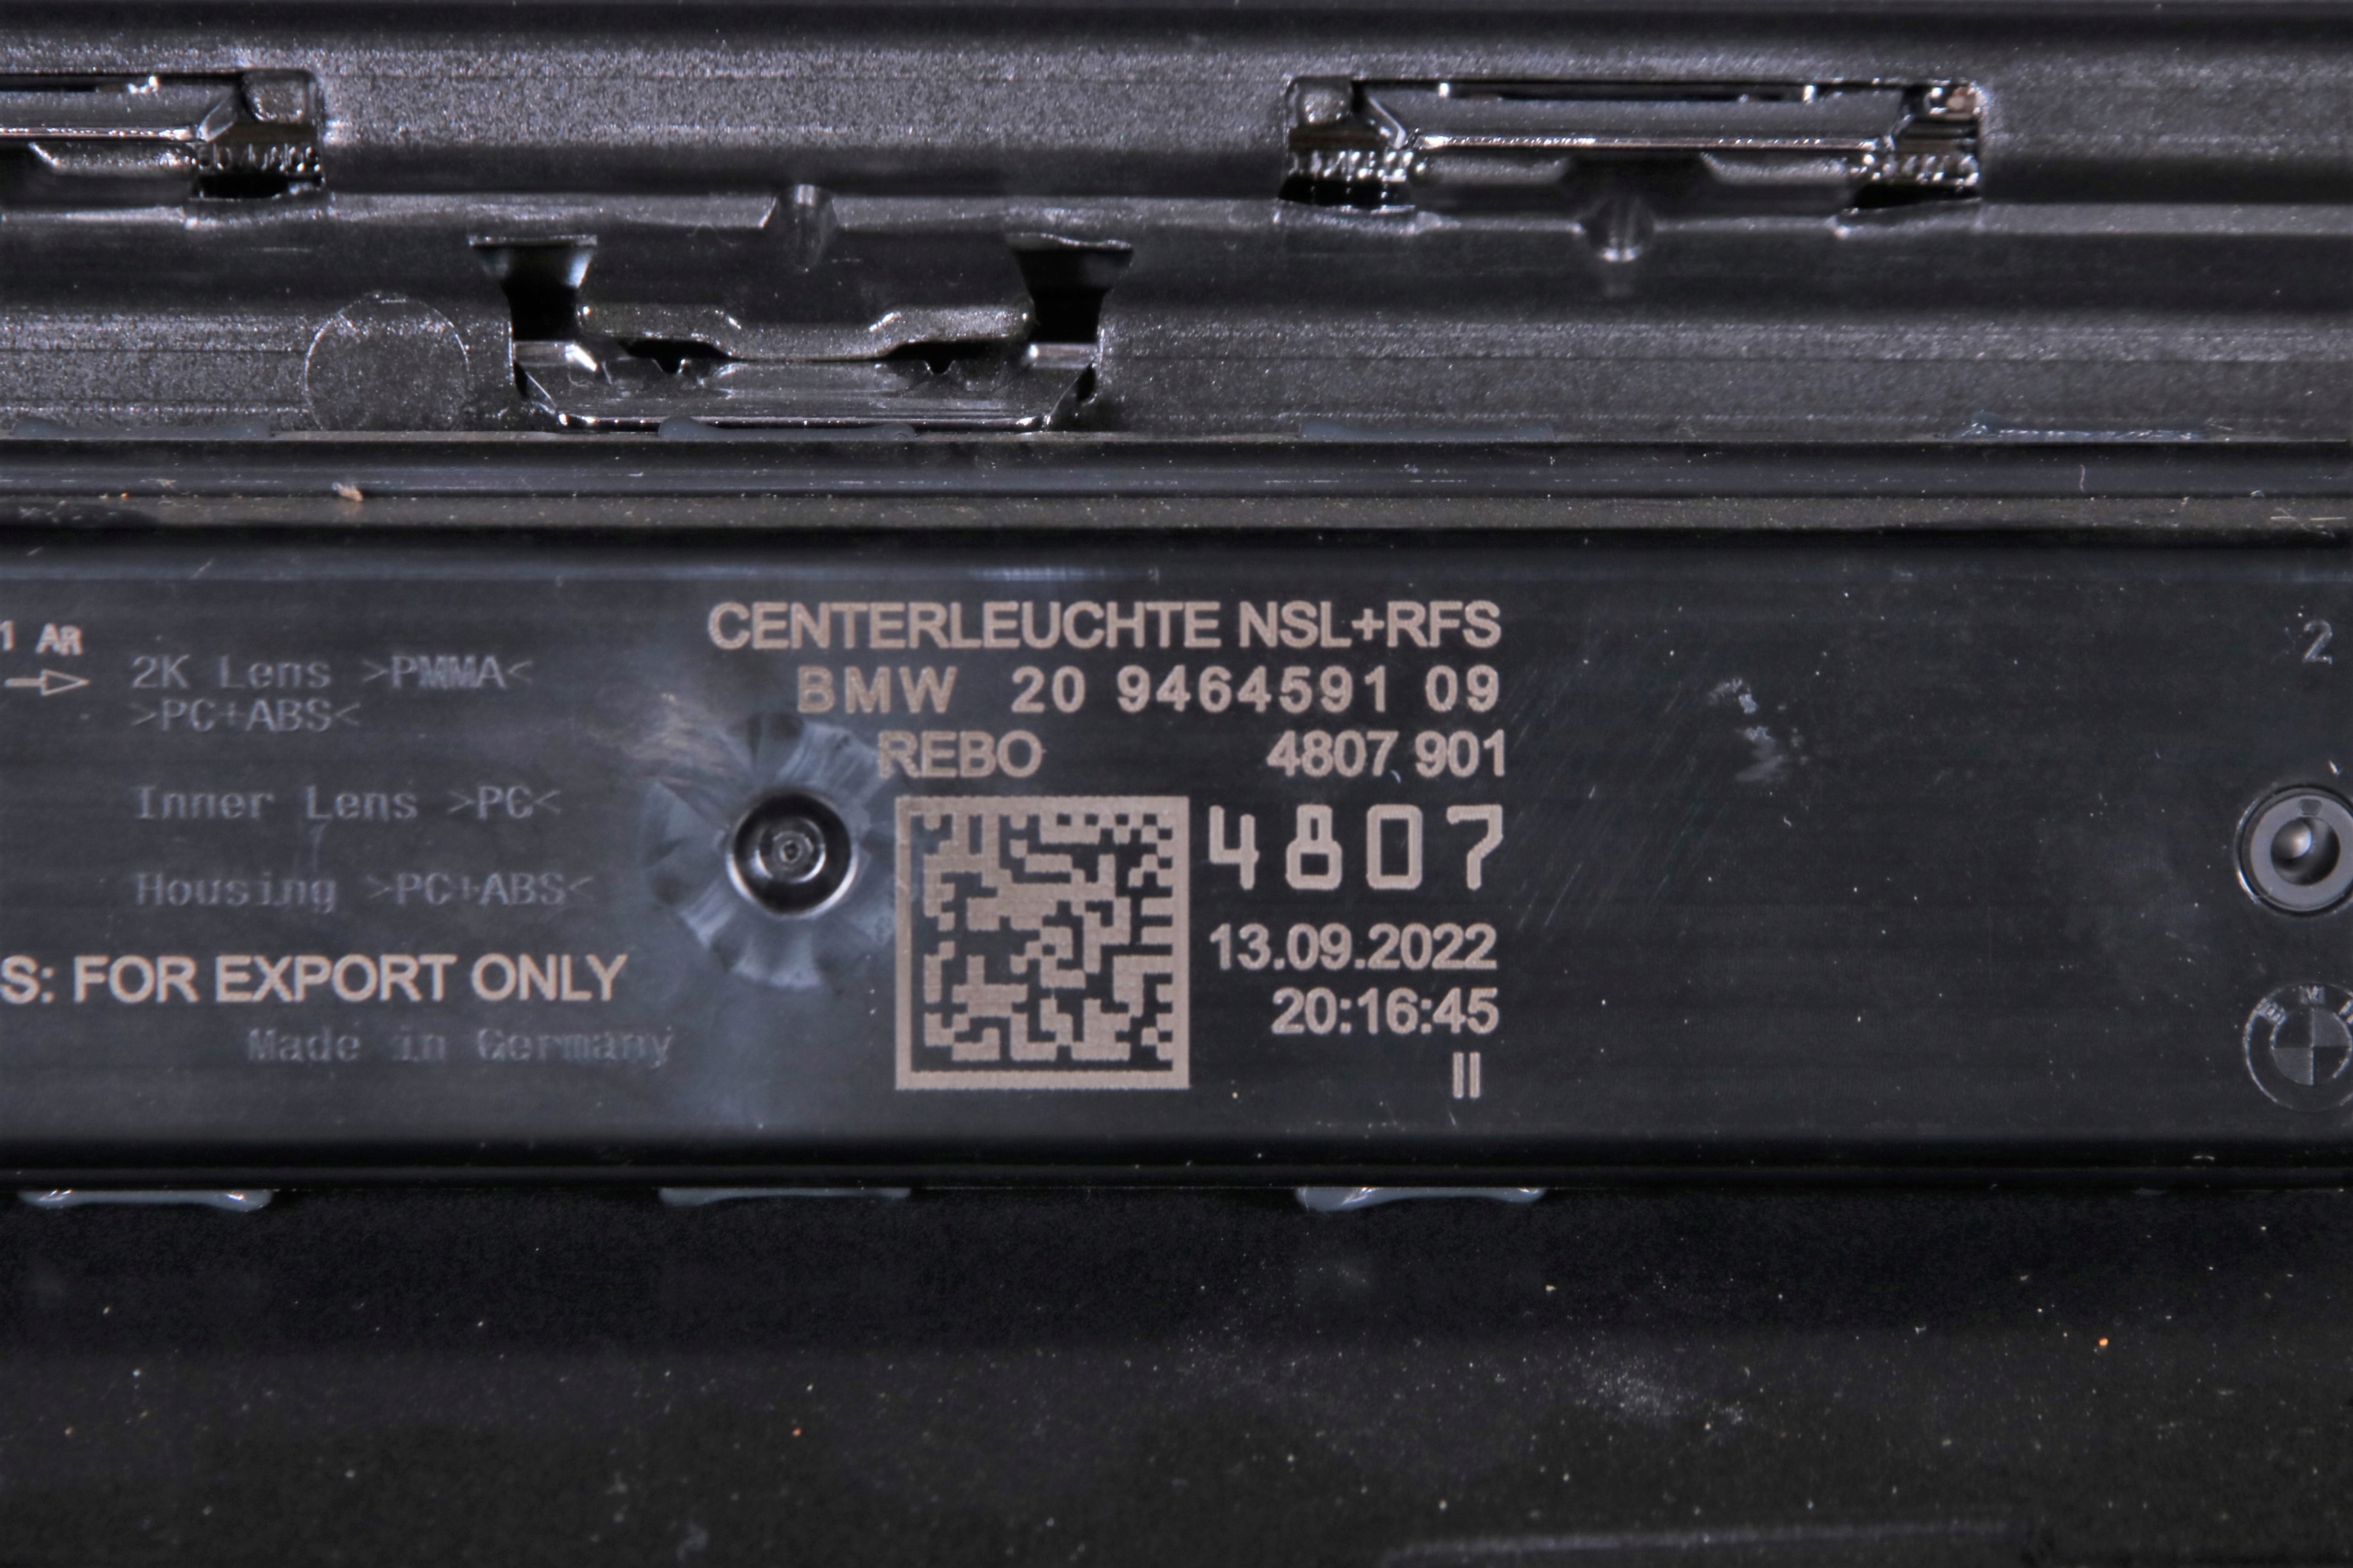 1 AR
2K Lens >PMMA<
>PC+ABS<
Inner Lens >PC<
Housing >PC+ABS<
S: FOR EXPORT ONLY
Made in Germany
CENTERLEUCHTE NSL+RFS
BMW 20 9464591 09
REBO 4807 901
4807
13.09.2022
20:16:45
II
2
BMW